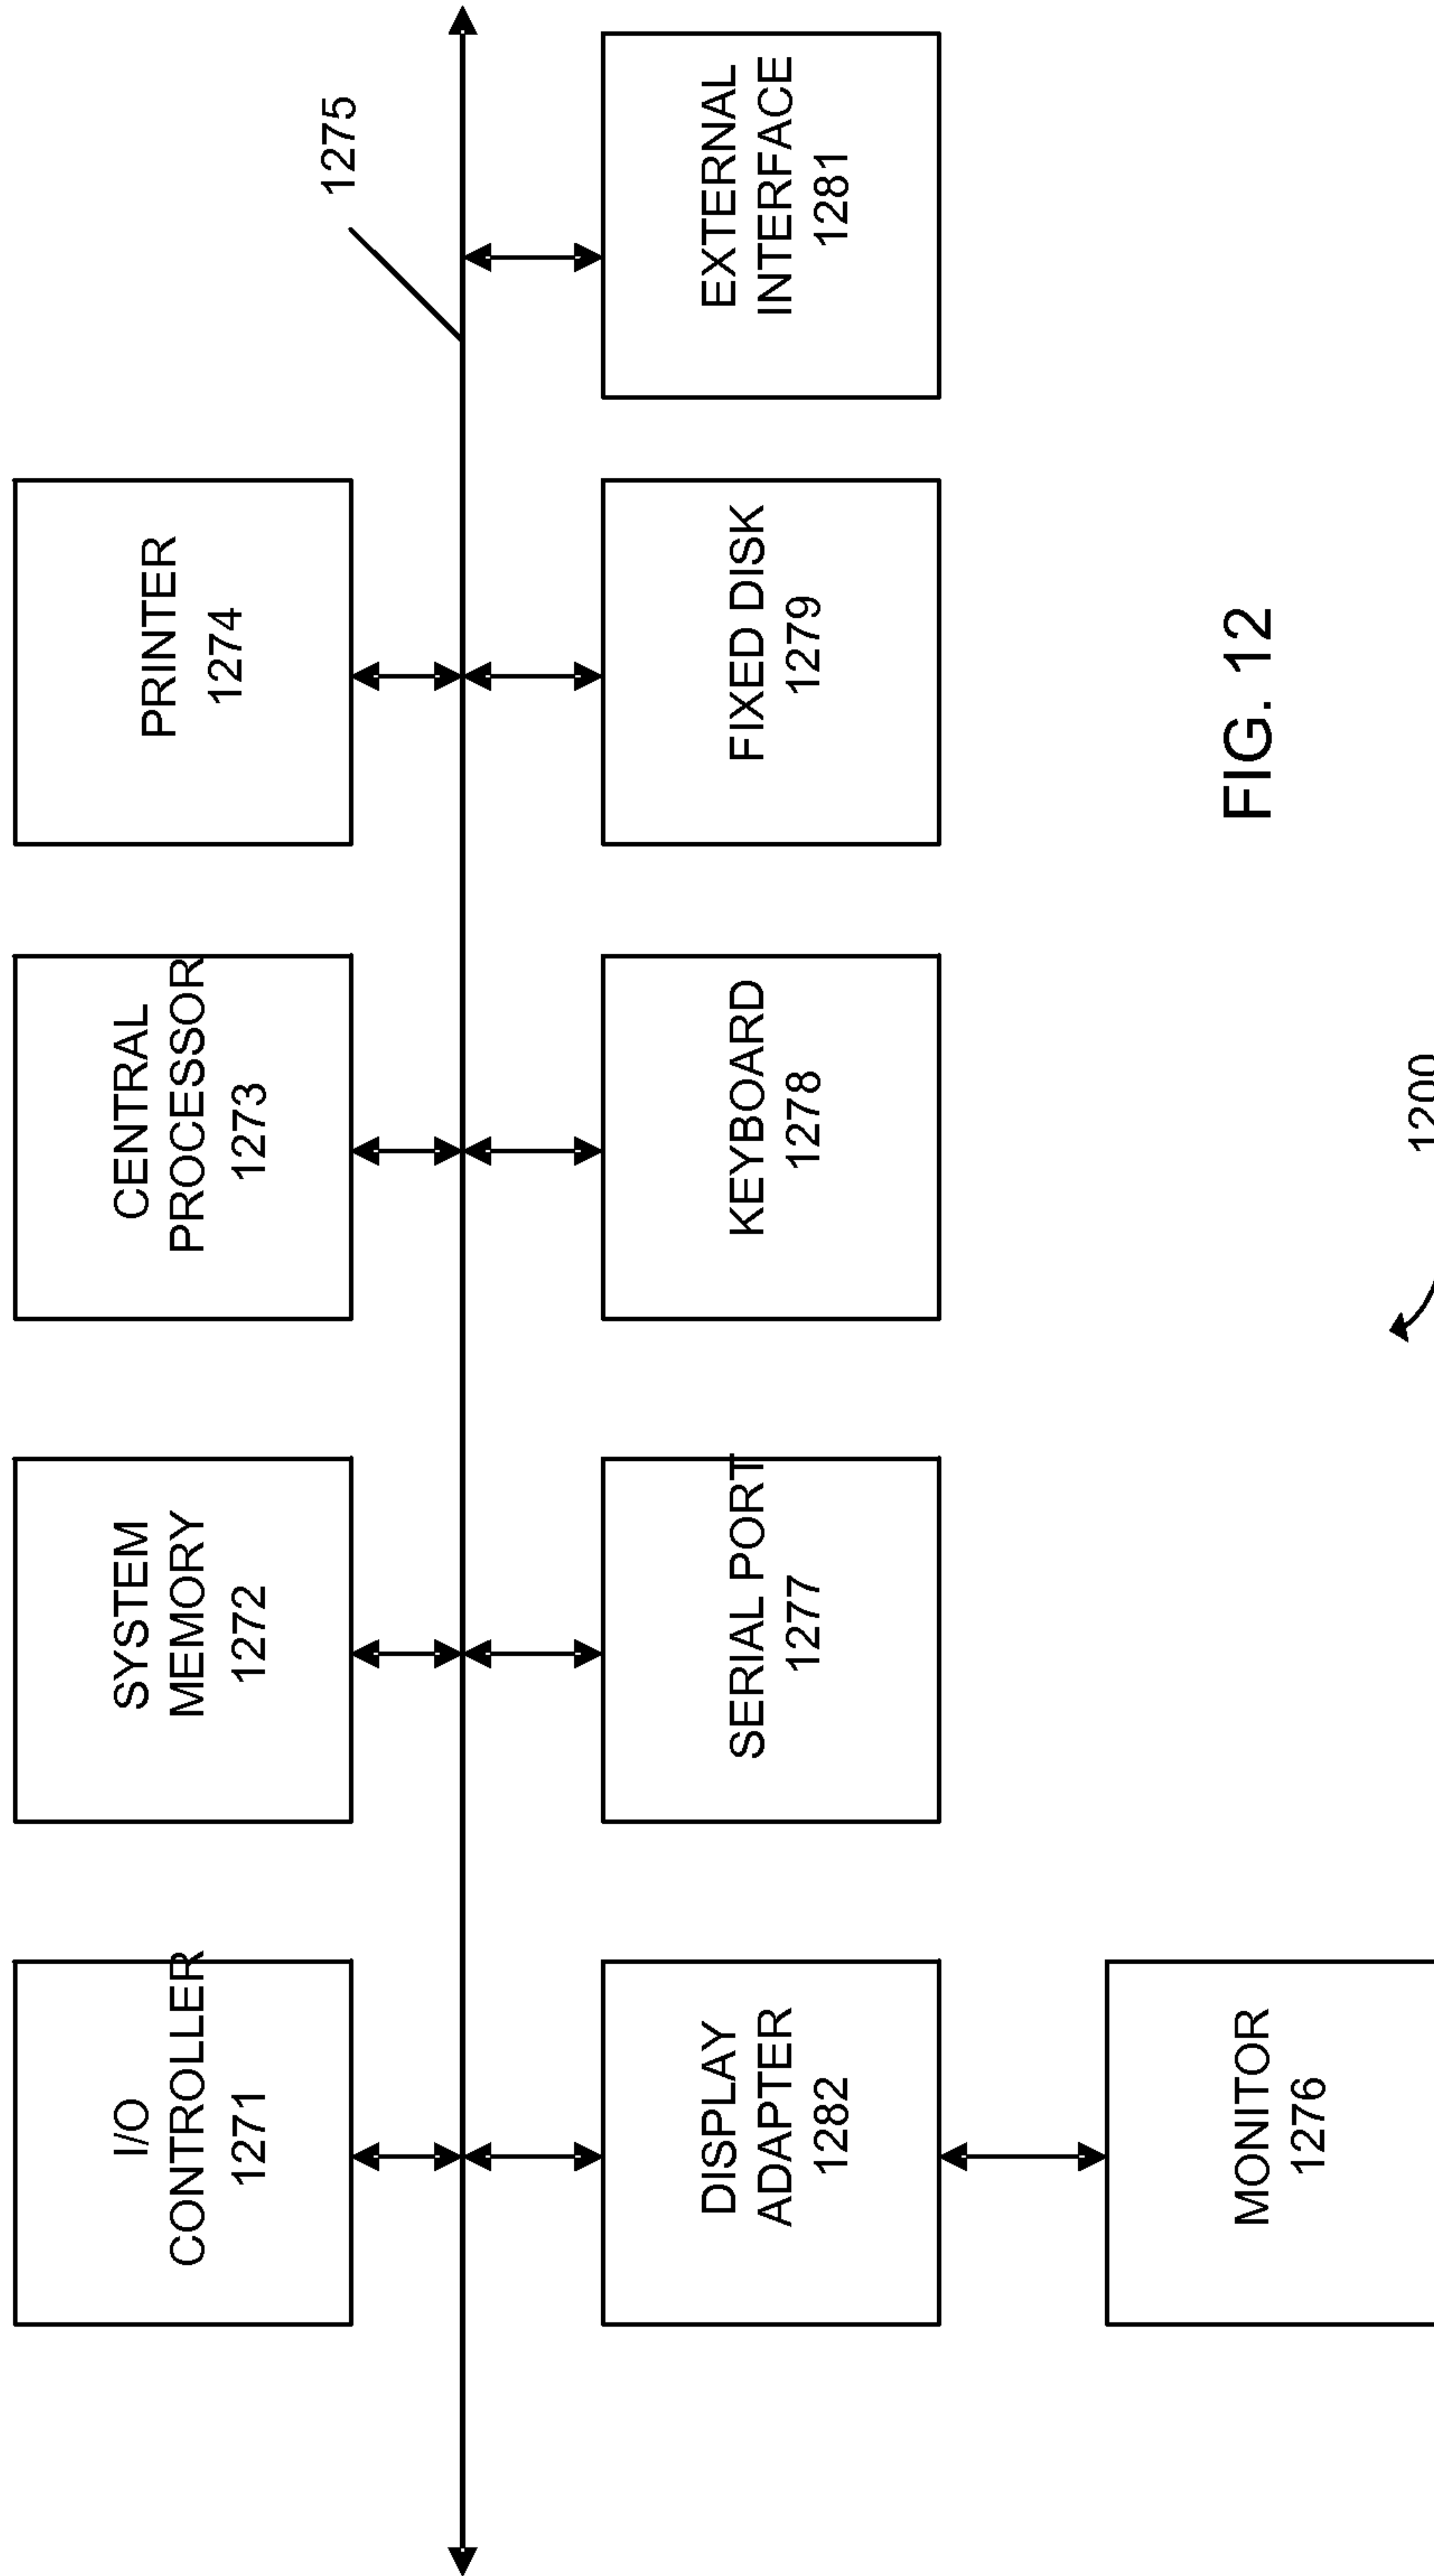 I/O
CONTROLLER
1271
SYSTEM
MEMORY
1272
CENTRAL
PROCESSOR
1273
PRINTER
1274
1275
DISPLAY
ADAPTER
1282
SERIAL PORT
1277
KEYBOARD
1278
FIXED DISK
1279
EXTERNAL
INTERFACE
1281
MONITOR
1276
FIG. 12
1200